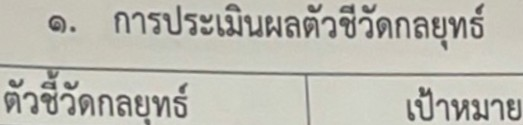 ๑. การประเมินผลตัวชีวัดกลยุทธ์
ตัวชี้วัดกลยุทธ์ เป้าหมาย